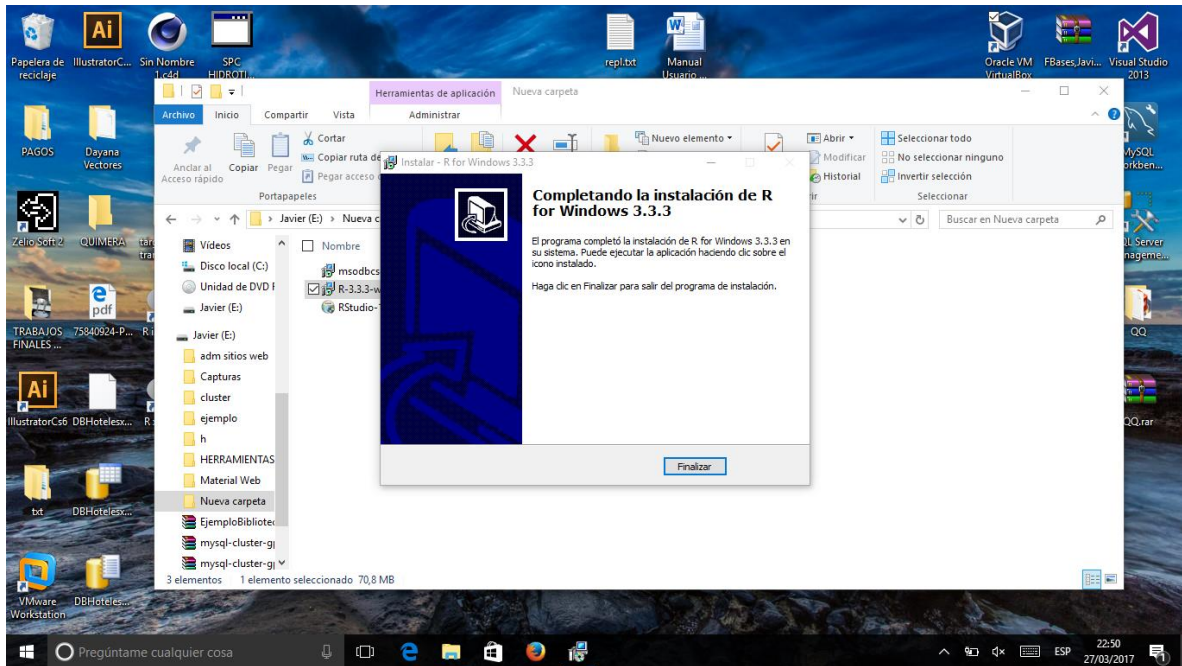 Papelera de reciclaje
IllustratorC...
Sin Nombre 1.c4d
SPC HIDROTI...
repl.txt
Manual Usuario ...
Oracle VM VirtualBox
FBases,Javi...
Visual Studio 2013
PAGOS
Dayana Vectores
Zelio Soft 2
QUIMERA
TRABAJOS FINALES ...
75840924-P...
pdf
Ai
IllustratorCs6
DBHotelesx...
txt
DBHotelesx...
VMware Workstation
DBHoteles...
QQ
QQ.rar
Herramientas de aplicación
Nueva carpeta
Archivo
Inicio
Compartir
Vista
Administrar
Anclar al Acceso rápido
Copiar
Pegar
Cortar
Copiar ruta de
Pegar acceso
Portapapeles
Nuevo elemento
Abrir
Modificar
Historial
Seleccionar todo
No seleccionar ninguno
Invertir selección
Seleccionar
Javier (E:) > Nueva c
Buscar en Nueva carpeta
Vídeos
Disco local (C:)
Unidad de DVD
Javier (E:)
Javier (E:)
adm sitios web
Capturas
cluster
ejemplo
h
HERRAMIENTAS
Material Web
Nueva carpeta
EjemploBibliotec
mysql-cluster-g
mysql-cluster-g
Nombre
msodbcs
R-3.3.3-w
RStudio-
3 elementos
1 elemento seleccionado 70,8 MB
Instalar - R for Windows 3.3.3
Completando la instalación de R
for Windows 3.3.3
El programa completó la instalación de R for Windows 3.3.3 en
su sistema. Puede ejecutar la aplicación haciendo clic sobre el
icono instalado.
Haga clic en Finalizar para salir del programa de instalación.
Finalizar
Pregúntame cualquier cosa
ESP
22:50
27/03/2017